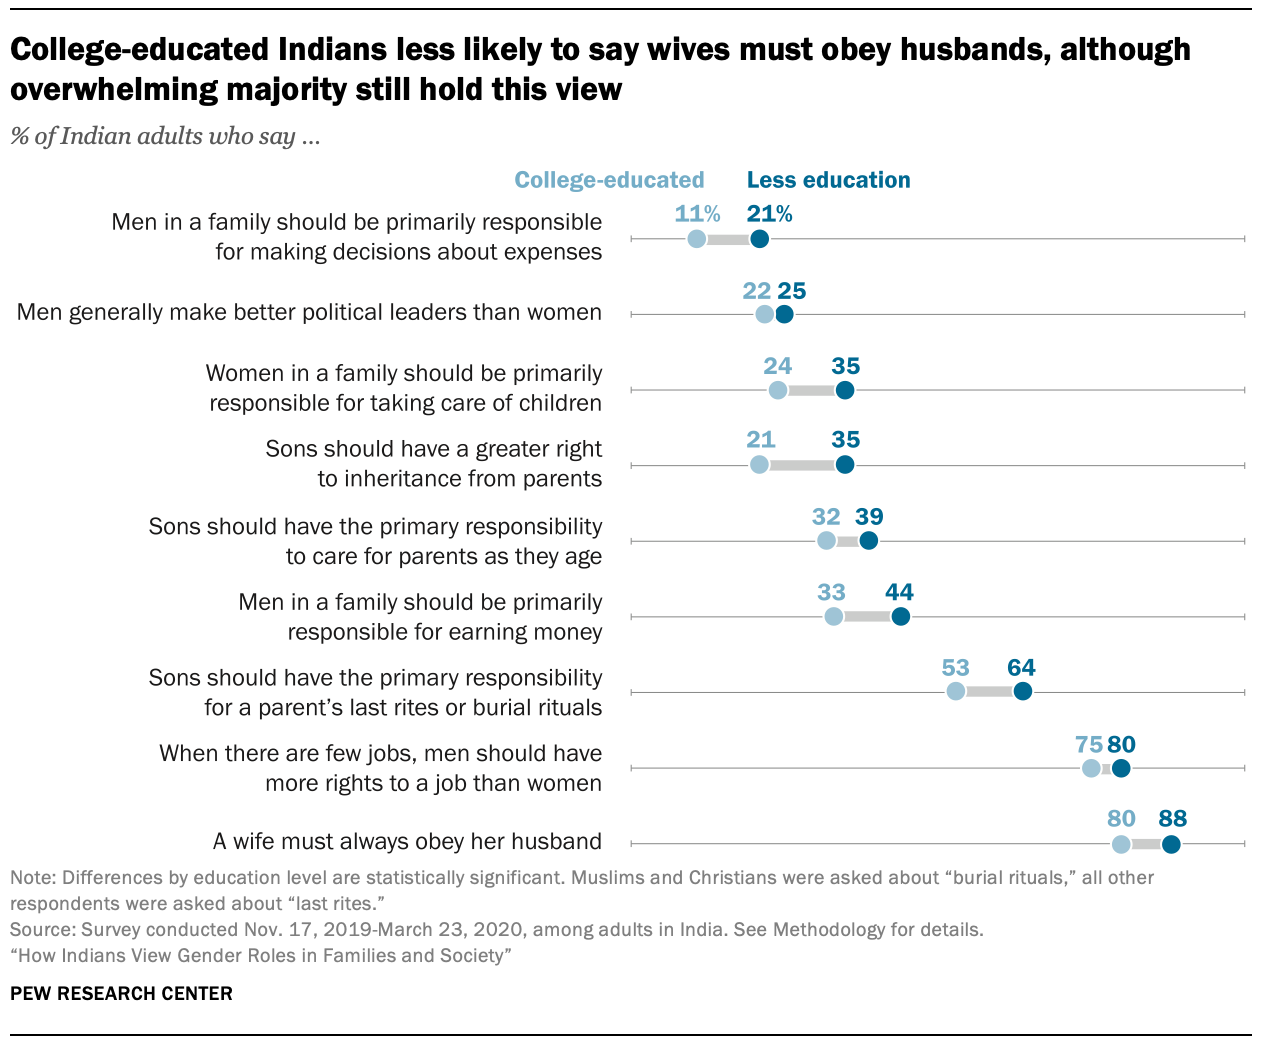 College-educated Indians less likely to say wives must obey husbands, although
overwhelming majority still hold this view
% of Indian adults who say ...
College-educated Less education
Men in a family should be primarily responsible
for making decisions about expenses
11% 21%
Men generally make better political leaders than women
22 25
Women in a family should be primarily
responsible for taking care of children
24 35
Sons should have a greater right
to inheritance from parents
21 35
Sons should have the primary responsibility
to care for parents as they age
32 39
Men in a family should be primarily
responsible for earning money
33 44
Sons should have the primary responsibility
for a parent’s last rites or burial rituals
53 64
When there are few jobs, men should have
more rights to a job than women
75 80
A wife must always obey her husband
80 88
Note: Differences by education level are statistically significant. Muslims and Christians were asked about “burial rituals,” all other
respondents were asked about “last rites.”
Source: Survey conducted Nov. 17, 2019-March 23, 2020, among adults in India. See Methodology for details.
“How Indians View Gender Roles in Families and Society”
PEW RESEARCH CENTER